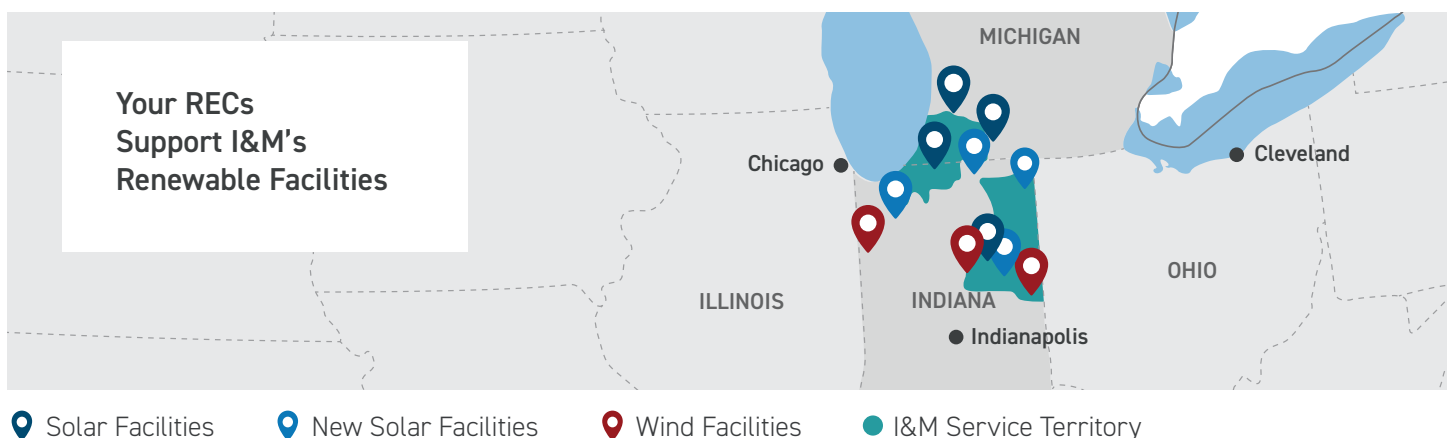 Your RECs
Support I&M's
Renewable Facilities
MICHIGAN
Chicago
Cleveland
OHIO
ILLINOIS
INDIANA
Indianapolis
Solar Facilities
New Solar Facilities
Wind Facilities
I&M Service Territory